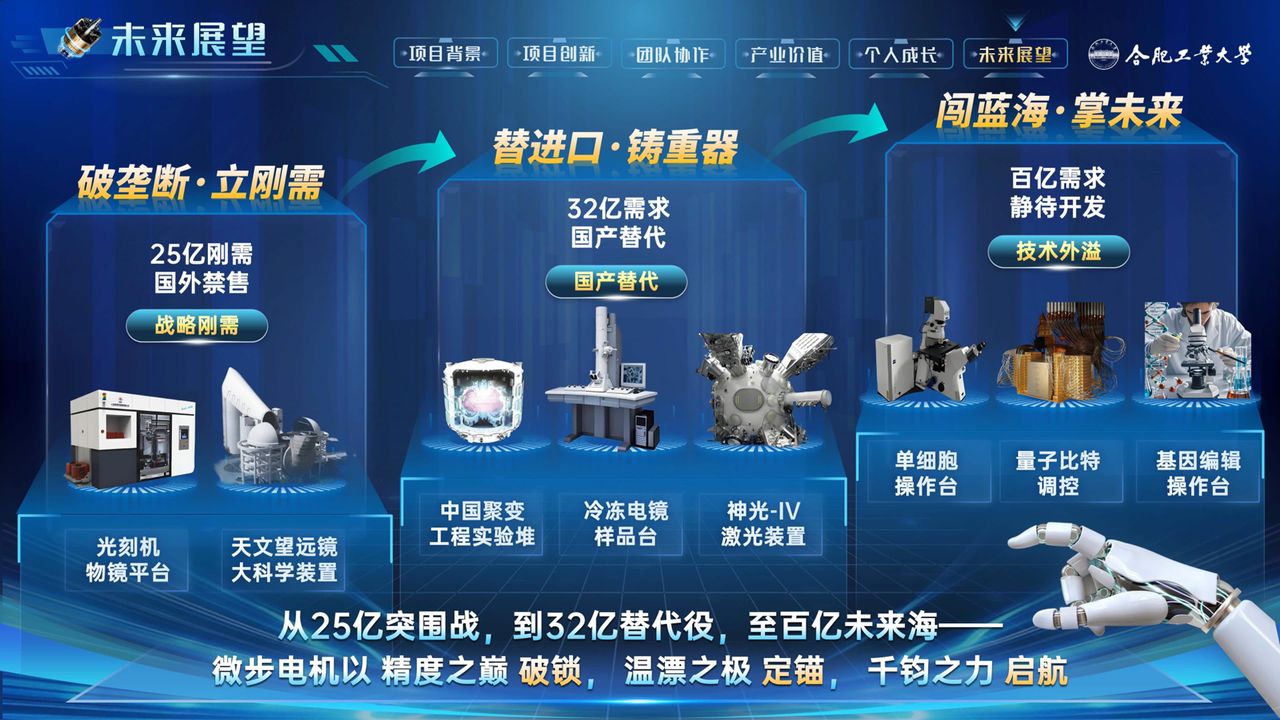 未来展望
项目背景
项目创新
团队协作
产业价值
个人成长
未来展望
合肥工业大学
破垄断·立刚需
25亿刚需
国外禁售
战略刚需
光刻机
物镜平台
天文望远镜
大科学装置
替进口·铸重器
32亿需求
国产替代
国产替代
中国聚变
工程实验堆
冷冻电镜
样品台
神光-IV
激光装置
闯蓝海·掌未来
百亿需求
静待开发
技术外溢
单细胞
操作台
量子比特
调控
基因编辑
操作台
从25亿突围战，到32亿替代役，至百亿未来海——
微步电机以 精度之巅 破锁， 温漂之极 定锚， 千钧之力 启航